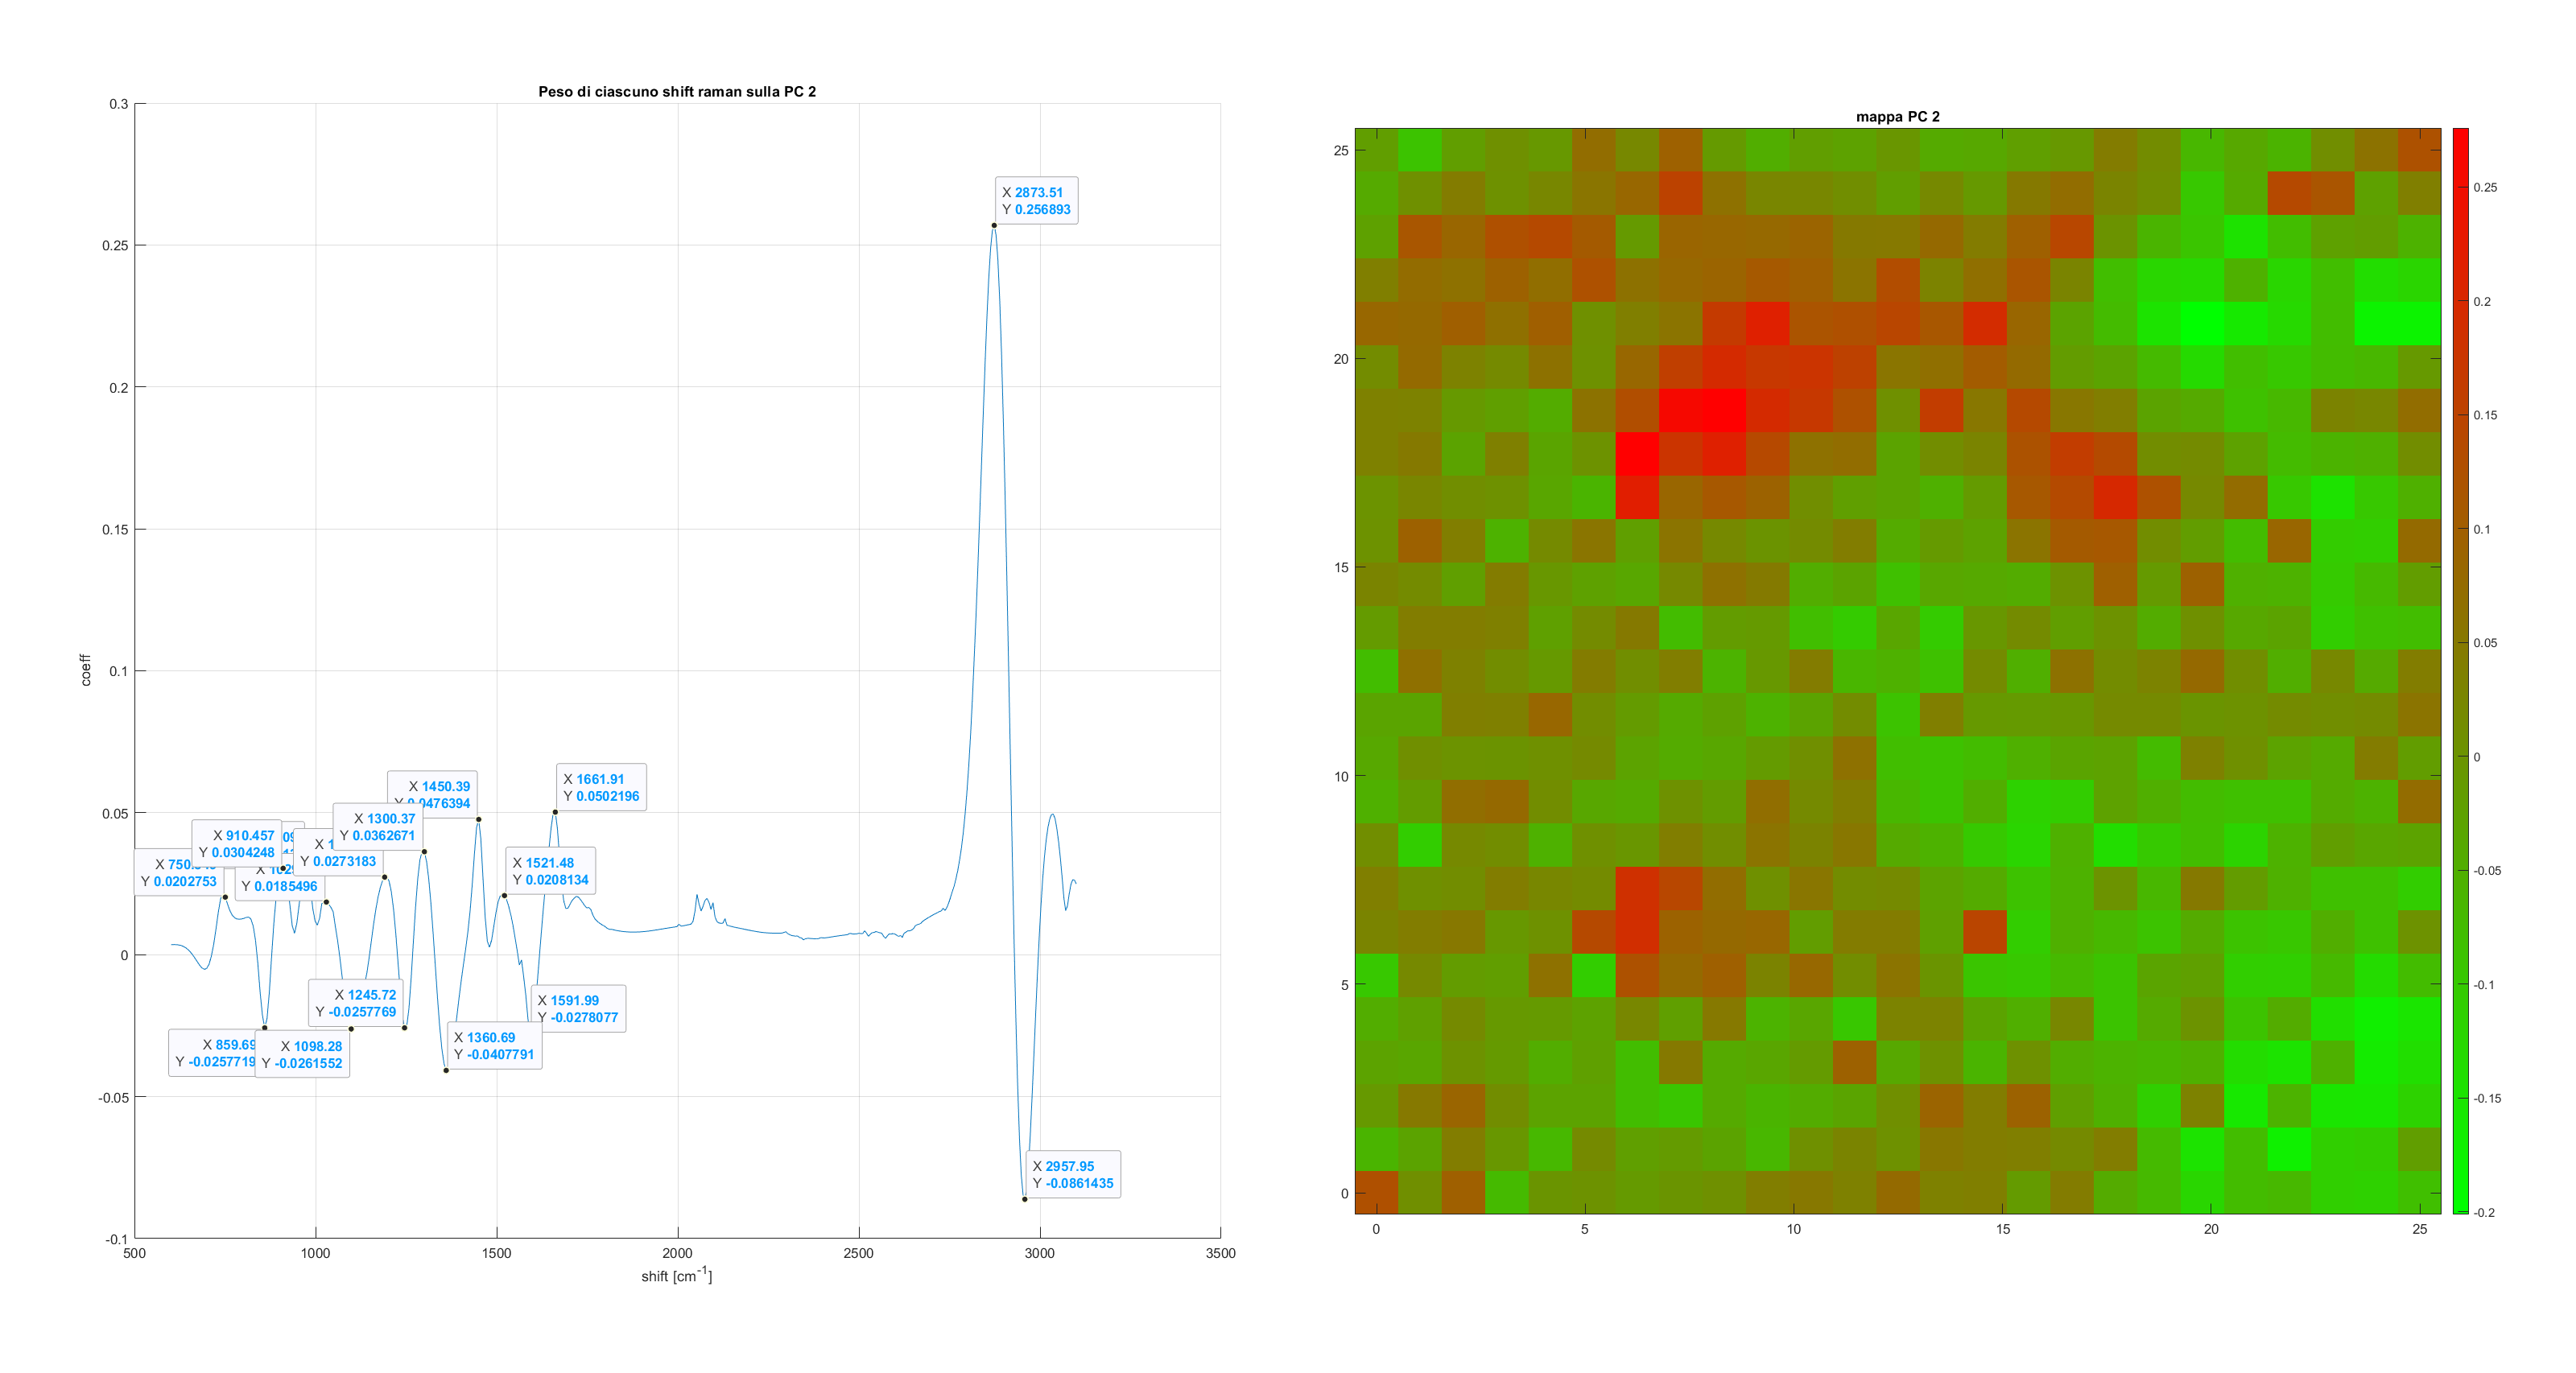 Peso di ciascuno shift raman sulla PC 2
0.3
0.25
0.2
0.15
0.1
0.05
0
-0.05
-0.1
coeff
500
1000
1500
2000
2500
3000
3500
shift [cm-1]
X 2873.51
Y 0.256893
X 1661.91
Y 0.0502196
X 1450.39
Y 0.0476394
X 1300.37
Y 0.0362671
X 910.457
Y 0.0304248
Y 0.0273183
Y 0.0202753
Y 0.0185496
X 1521.48
Y 0.0208134
X 1245.72
Y -0.0257769
X 1591.99
Y -0.0278077
X 1360.69
Y -0.0407791
X 859.69
Y -0.0257719
X 1098.28
Y -0.0261552
X 2957.95
Y -0.0861435
mappa PC 2
25
20
15
10
5
0
0
5
10
15
20
25
0.25
0.2
0.15
0.1
0.05
0
-0.05
-0.1
-0.15
-0.2